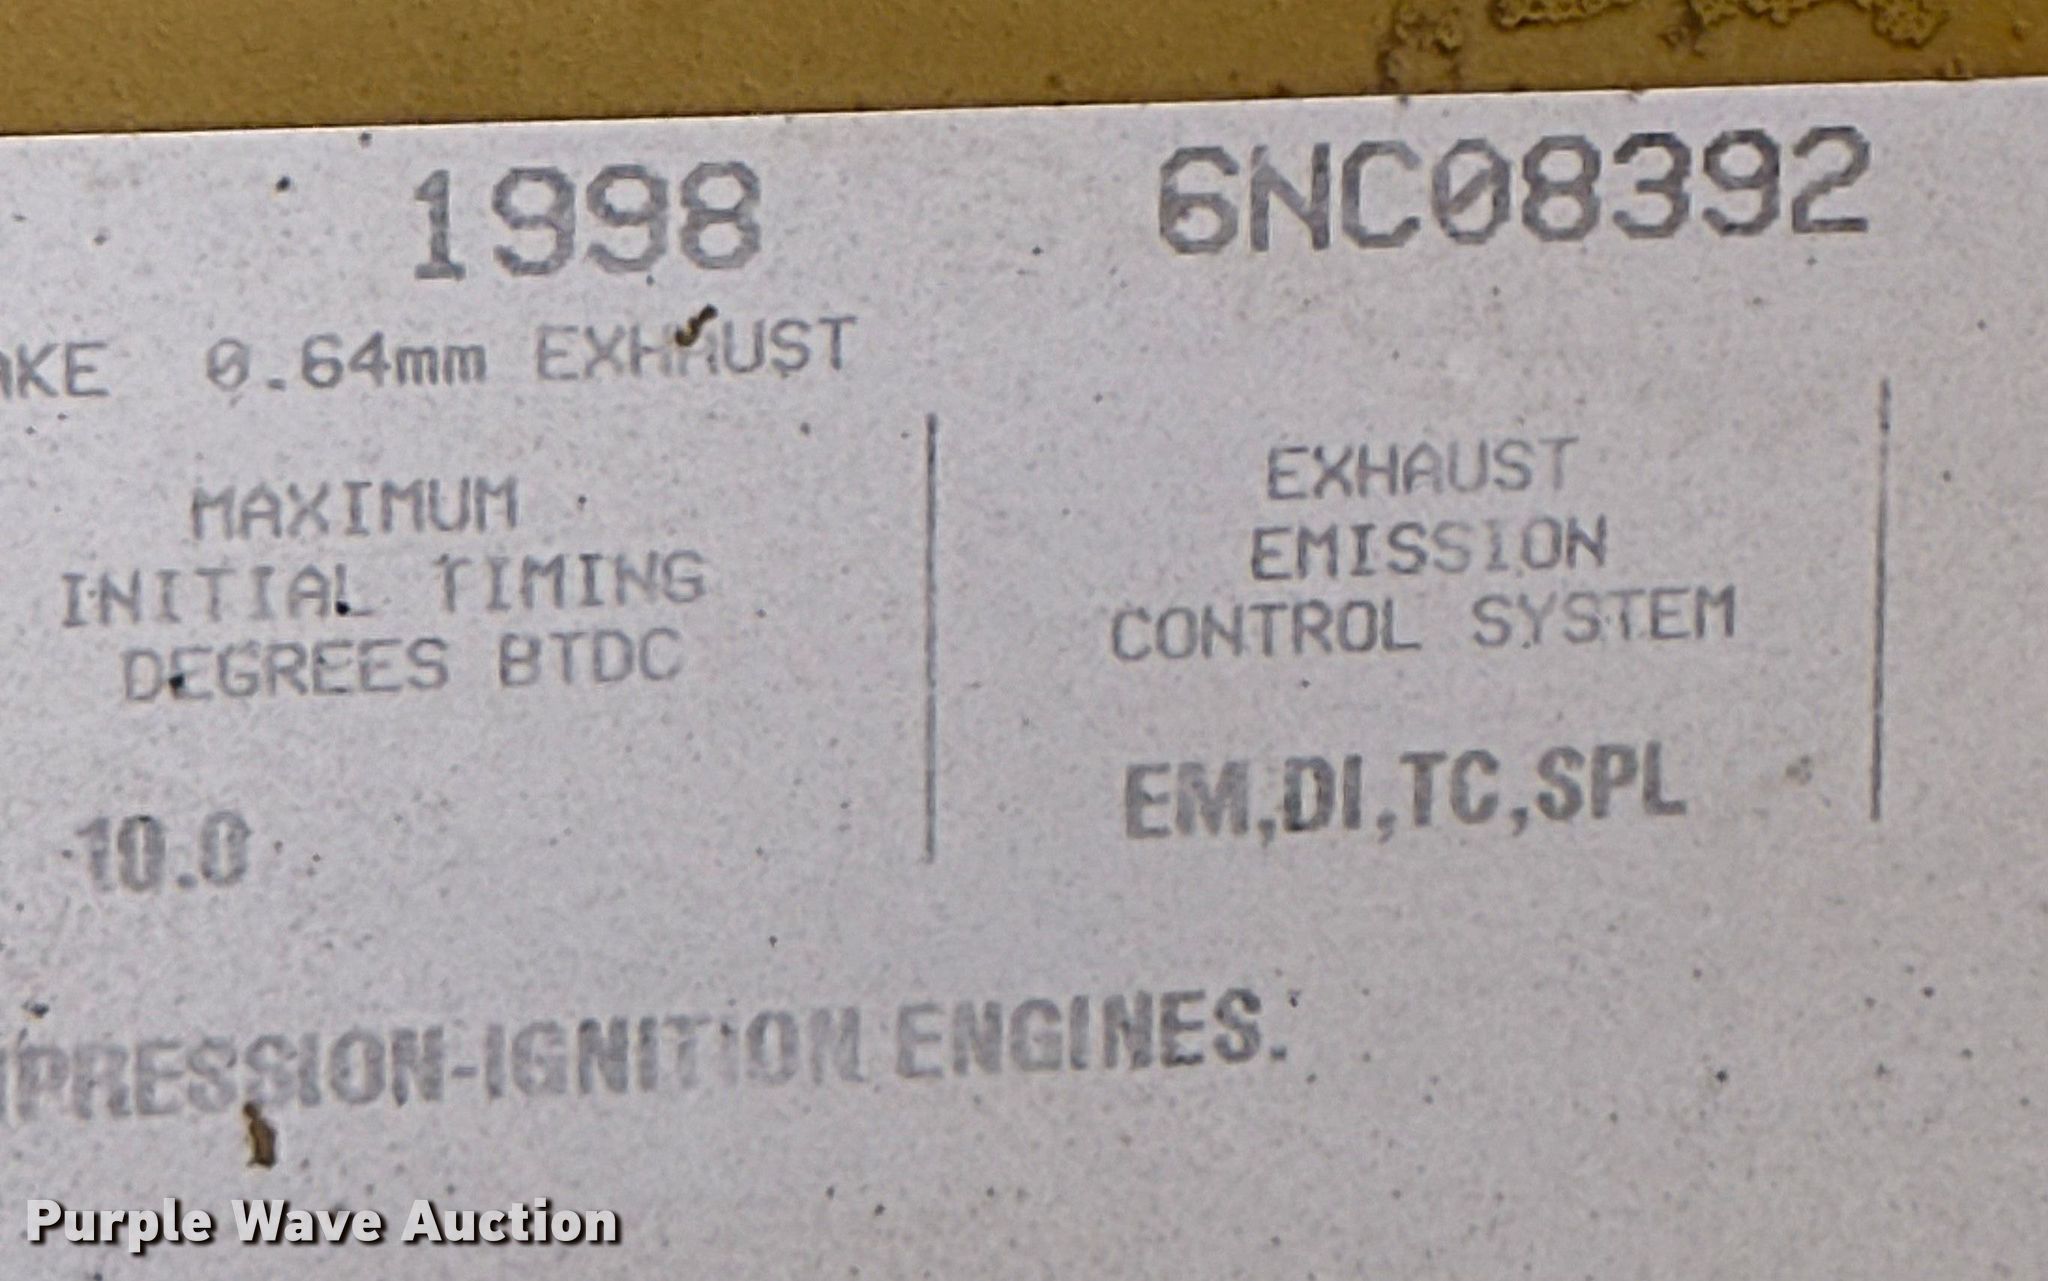 1998 6NC08392
AKE 0.64mm EXHAUST
MAXIMUM
INITIAL TIMING
DEGREES BTDC
10.0
EXHAUST
EMISSION
CONTROL SYSTEM
EM,DI,TC,SPL
MPRESSION-IGNITION ENGINES.
Purple Wave Auction